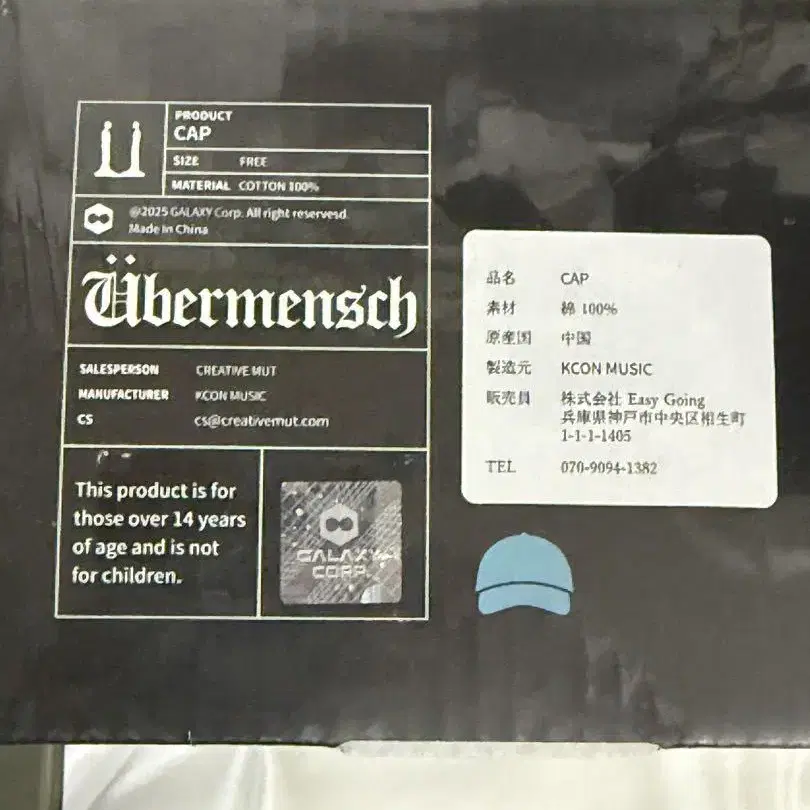 PRODUCT
CAP
SIZE FREE
MATERIAL COTTON 100%
©2025 GALAXY Corp. All right reserversd.
Made In China
Übermensch
SALESPERSON CREATIVE MUT
MANUFACTURER KCON MUSIC
CS cs@creativemut.com
This product is for
those over 14 years
of age and is not
for children.
GALAXY
CORP.
品名 CAP
素材 綿 100%
原産国 中国
製造元 KCON MUSIC
販売員 株式会社 Easy Going
兵庫県神戸市中央区相生町
1-1-1-1405
TEL 070-9094-1382